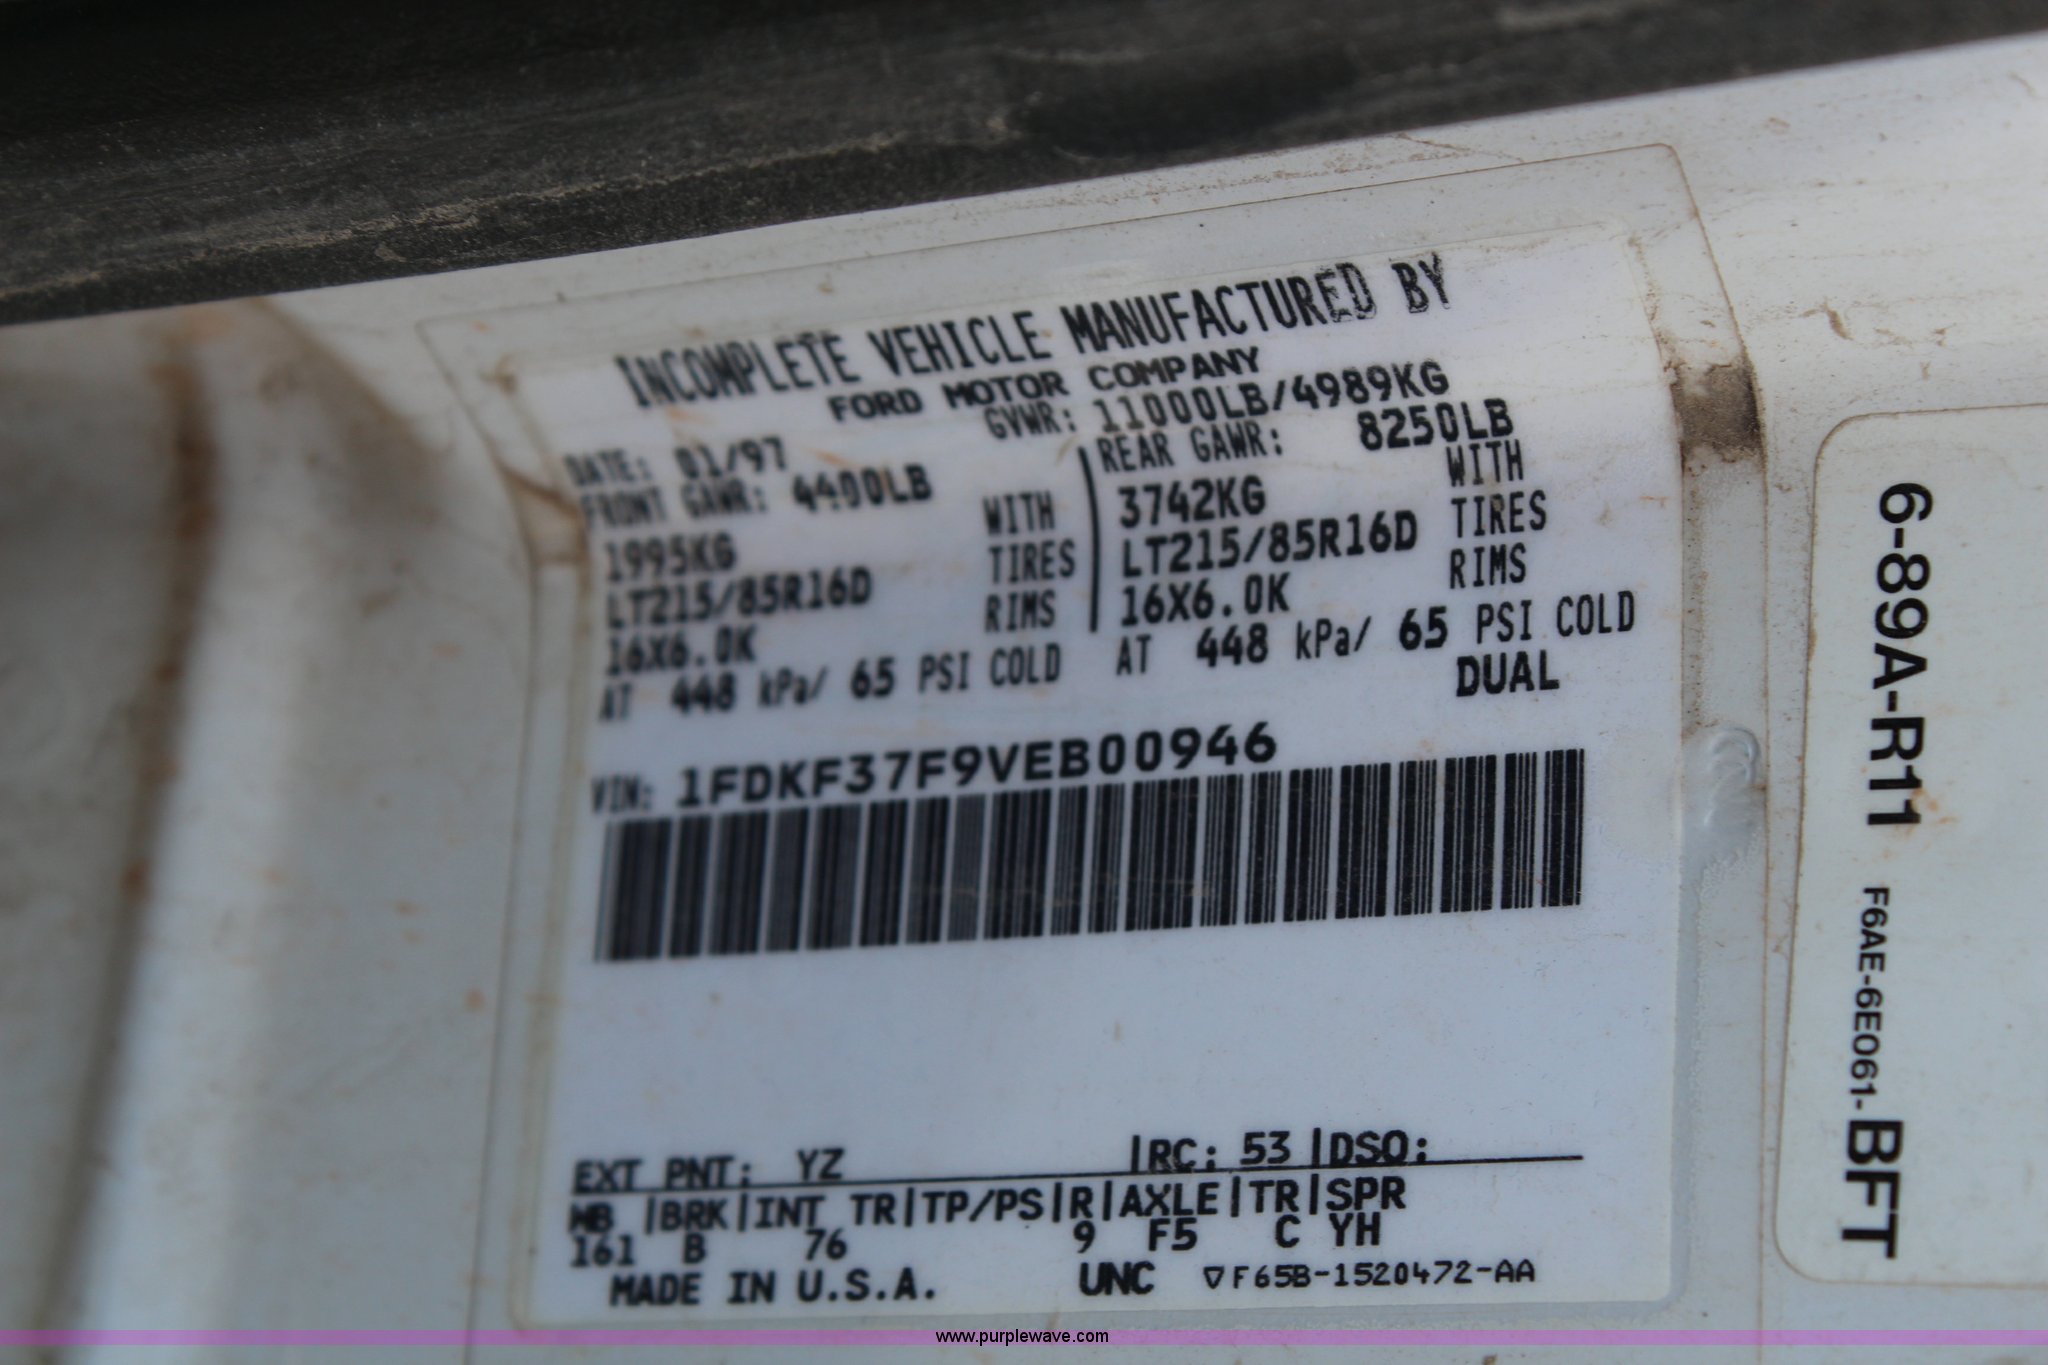 INCOMPLETE VEHICLE MANUFACTURED BY
FORD MOTOR COMPANY
GVWR: 11000LB/4989KG
DATE: 01/97
FRONT GAWR: 4400LB
1995KG WITH
LT215/85R16D TIRES
16X6.0K RIMS
AT 448 kPa/ 65 PSI COLD
REAR GAWR: 8250LB
3742KG WITH
LT215/85R16D TIRES
16X6.0K RIMS
AT 448 kPa/ 65 PSI COLD
DUAL
VIN: 1FDKF37F9VEB00946
EXT PNT: YZ |RC: 53 |DSO:
MB |BRK|INT TR|TP/PS|R|AXLE|TR|SPR
161 B 76 9 F5 C YH
MADE IN U.S.A. UNC ▽F65B-1520472-AA
6-89A-R11 F6AE-6E061-BFT
www.purplewave.com